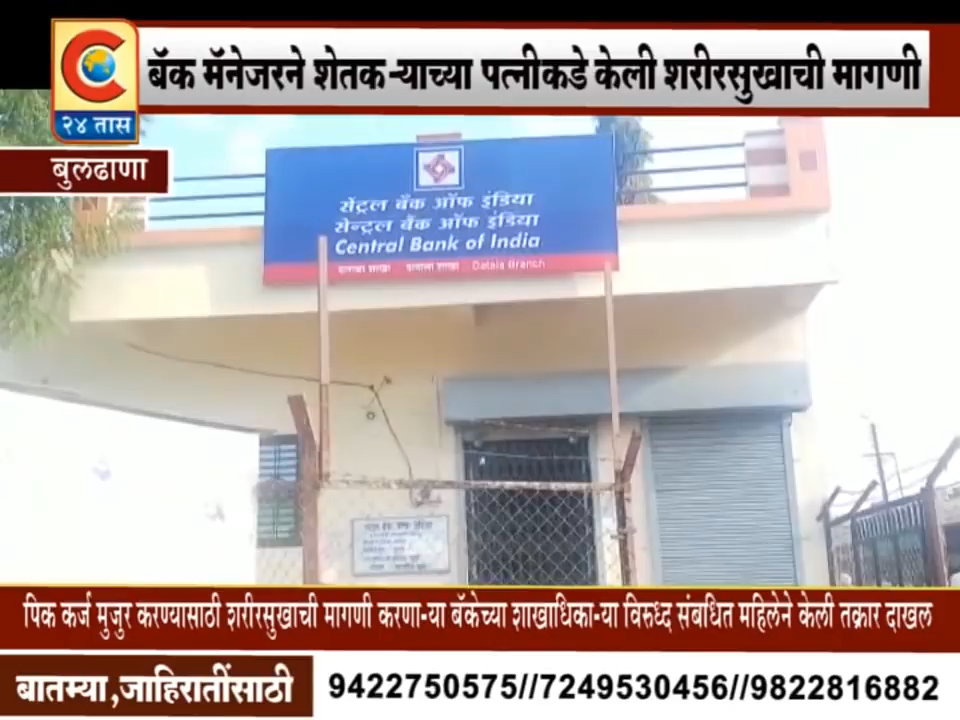 बॅक मॅनेजरने शेतक-याच्या पत्नीकडे केली शरीरसुखाची मागणी
२४ तास
बुलढाणा
सेंट्रल बँक ऑफ इंडिया
सेन्ट्रल बैंक ऑफ इंडिया
Central Bank of India
दाताळा शाखा दाताला शाखा Datala Branch
पिक कर्ज मुजुर करण्यासाठी शरीरसुखाची मागणी करणा-या बॅकेच्या शाखाधिका-या विरुध्द संबधित महिलेने केली तक्रार दाखल
बातम्या,जाहिरातींसाठी
9422750575//7249530456//9822816882